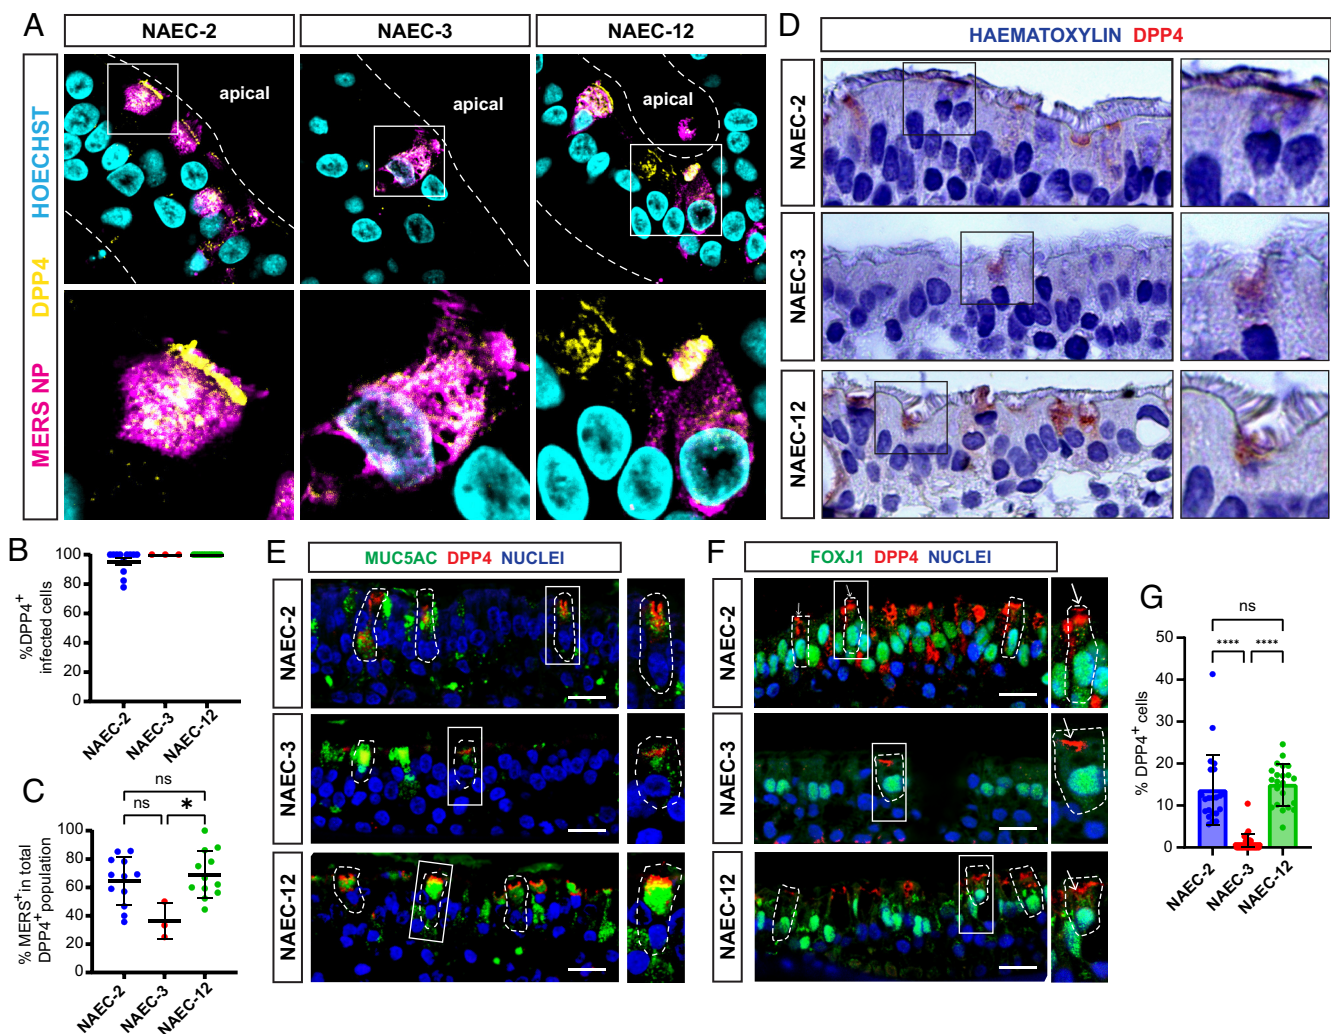 A
NAEC-2
NAEC-3
NAEC-12
MERS NP DPP4 HOECHST
apical
apical
apical
B
%DPP4+
infected cells
100
80
60
40
20
0
NAEC-2
NAEC-3
NAEC-12
C
% MERS+ in total
DPP4+ population
ns
ns
*
100
80
60
40
20
0
NAEC-2
NAEC-3
NAEC-12
D
HAEMATOXYLIN DPP4
NAEC-2
NAEC-3
NAEC-12
E
MUC5AC DPP4 NUCLEI
NAEC-2
NAEC-3
NAEC-12
F
FOXJ1 DPP4 NUCLEI
NAEC-2
NAEC-3
NAEC-12
G
% DPP4+ cells
ns
**** ****
50
40
30
20
10
0
NAEC-2
NAEC-3
NAEC-12